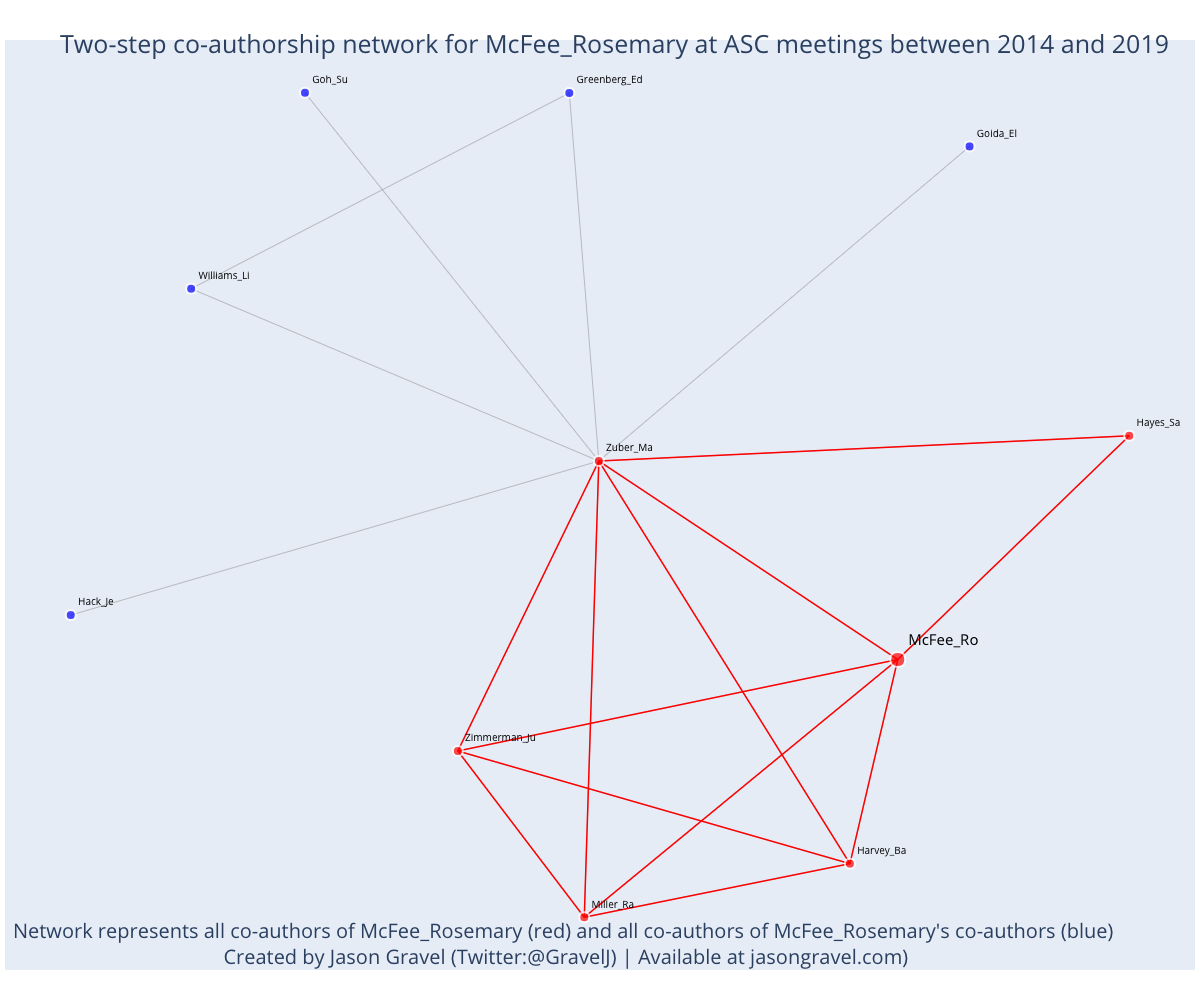 Two-step co-authorship network for McFee_Rosemary at ASC meetings between 2014 and 2019
Goh_Su
Greenberg_Ed
Goida_El
Williams_Li
Hayes_Sa
Zuber_Ma
Hack_Je
McFee_Ro
Zimmerman_Ju
Harvey_Ba
Miller_Ra
Network represents all co-authors of McFee_Rosemary (red) and all co-authors of McFee_Rosemary's co-authors (blue)
Created by Jason Gravel (Twitter:@GravelJ) | Available at jasongravel.com)